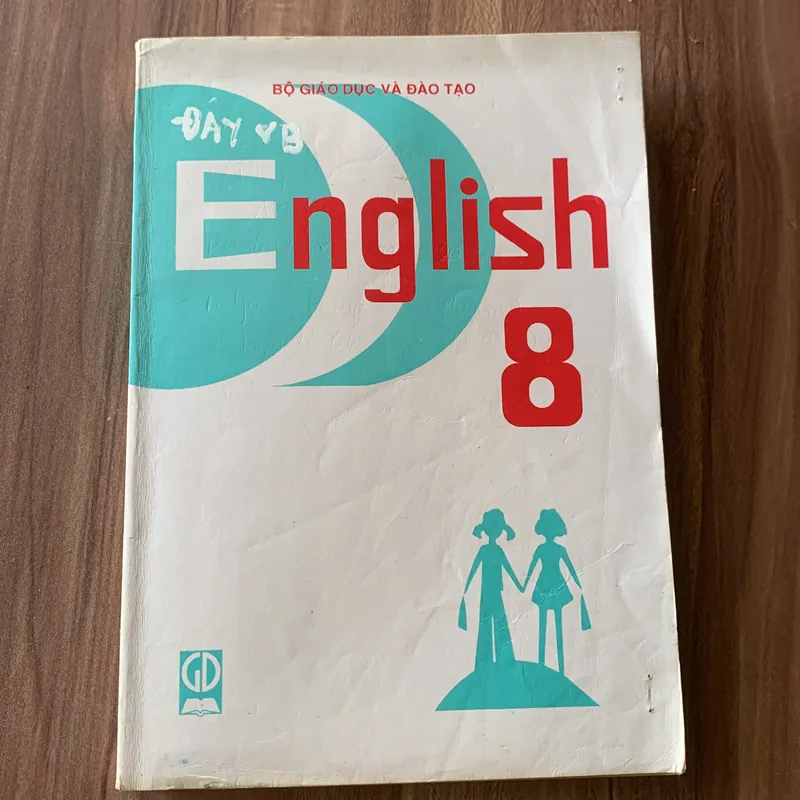 BỘ GIÁO DỤC VÀ ĐÀO TẠO
English
8
GD